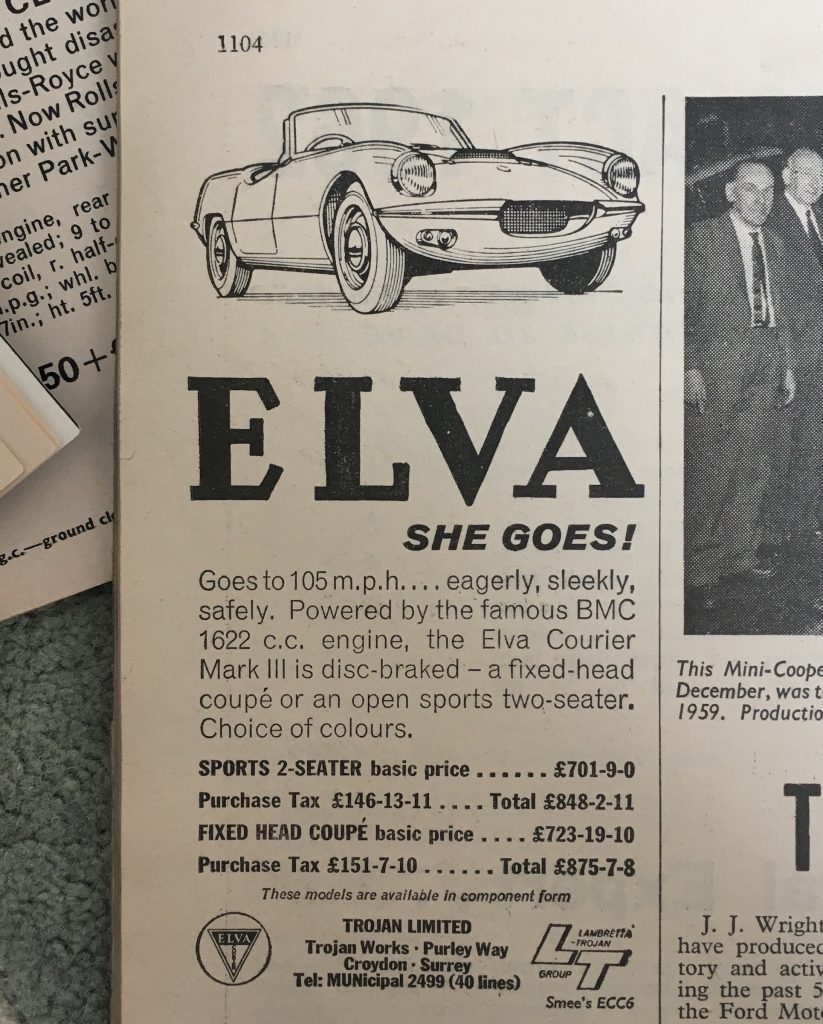 1104
ELVA
SHE GOES!
Goes to 105 m.p.h.... eagerly, sleekly,
safely. Powered by the famous BMC
1622 c.c. engine, the Elva Courier
Mark III is disc-braked – a fixed-head
coupé or an open sports two-seater.
Choice of colours.
SPORTS 2-SEATER basic price ...... £701-9-0
Purchase Tax £146-13-11 .... Total £848-2-11
FIXED HEAD COUPÉ basic price .... £723-19-10
Purchase Tax £151-7-10 ...... Total £875-7-8
These models are available in component form
ELVA
TROJAN LIMITED
Trojan Works · Purley Way
Croydon · Surrey
Tel: MUNicipal 2499 (40 lines)
LAMBRETTA
-TROJAN
GROUP
LT
Smee's ECC6
This Mini-Coope
December, was
1959. Productio
T
J. J. Wright
have produced
tory and activ
ing the past 5
the Ford Mot
d the
ught
ls-Royce
. Now Rolls
on with
her Park-W
ngine, rear
vealed; 9 to
coil, r. half-
.p.g.; whl. b
7in.; ht. 5ft.
50+£
g.c.—ground